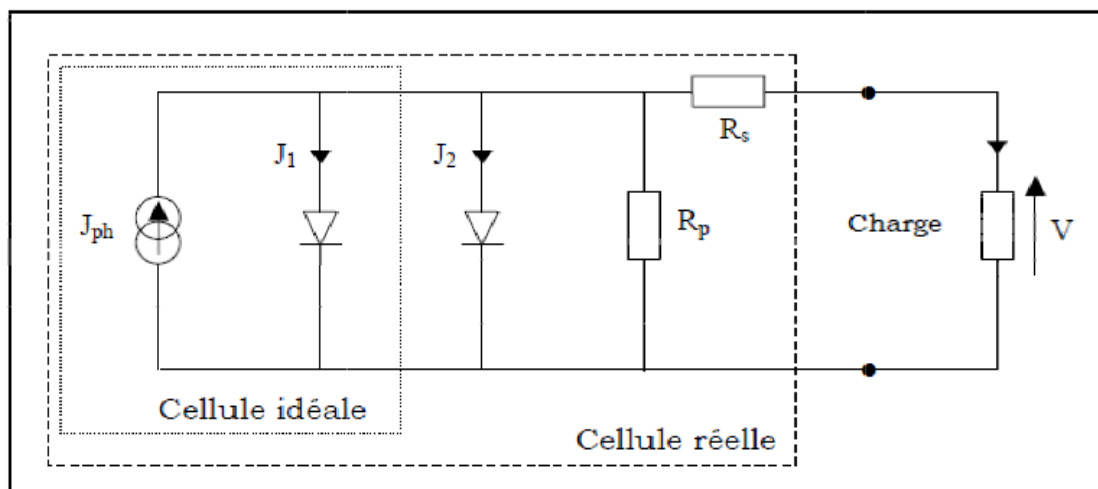 J₁
J₂
Rₛ
Jₚₕ
Rₚ
Charge
V
Cellule idéale
Cellule réelle